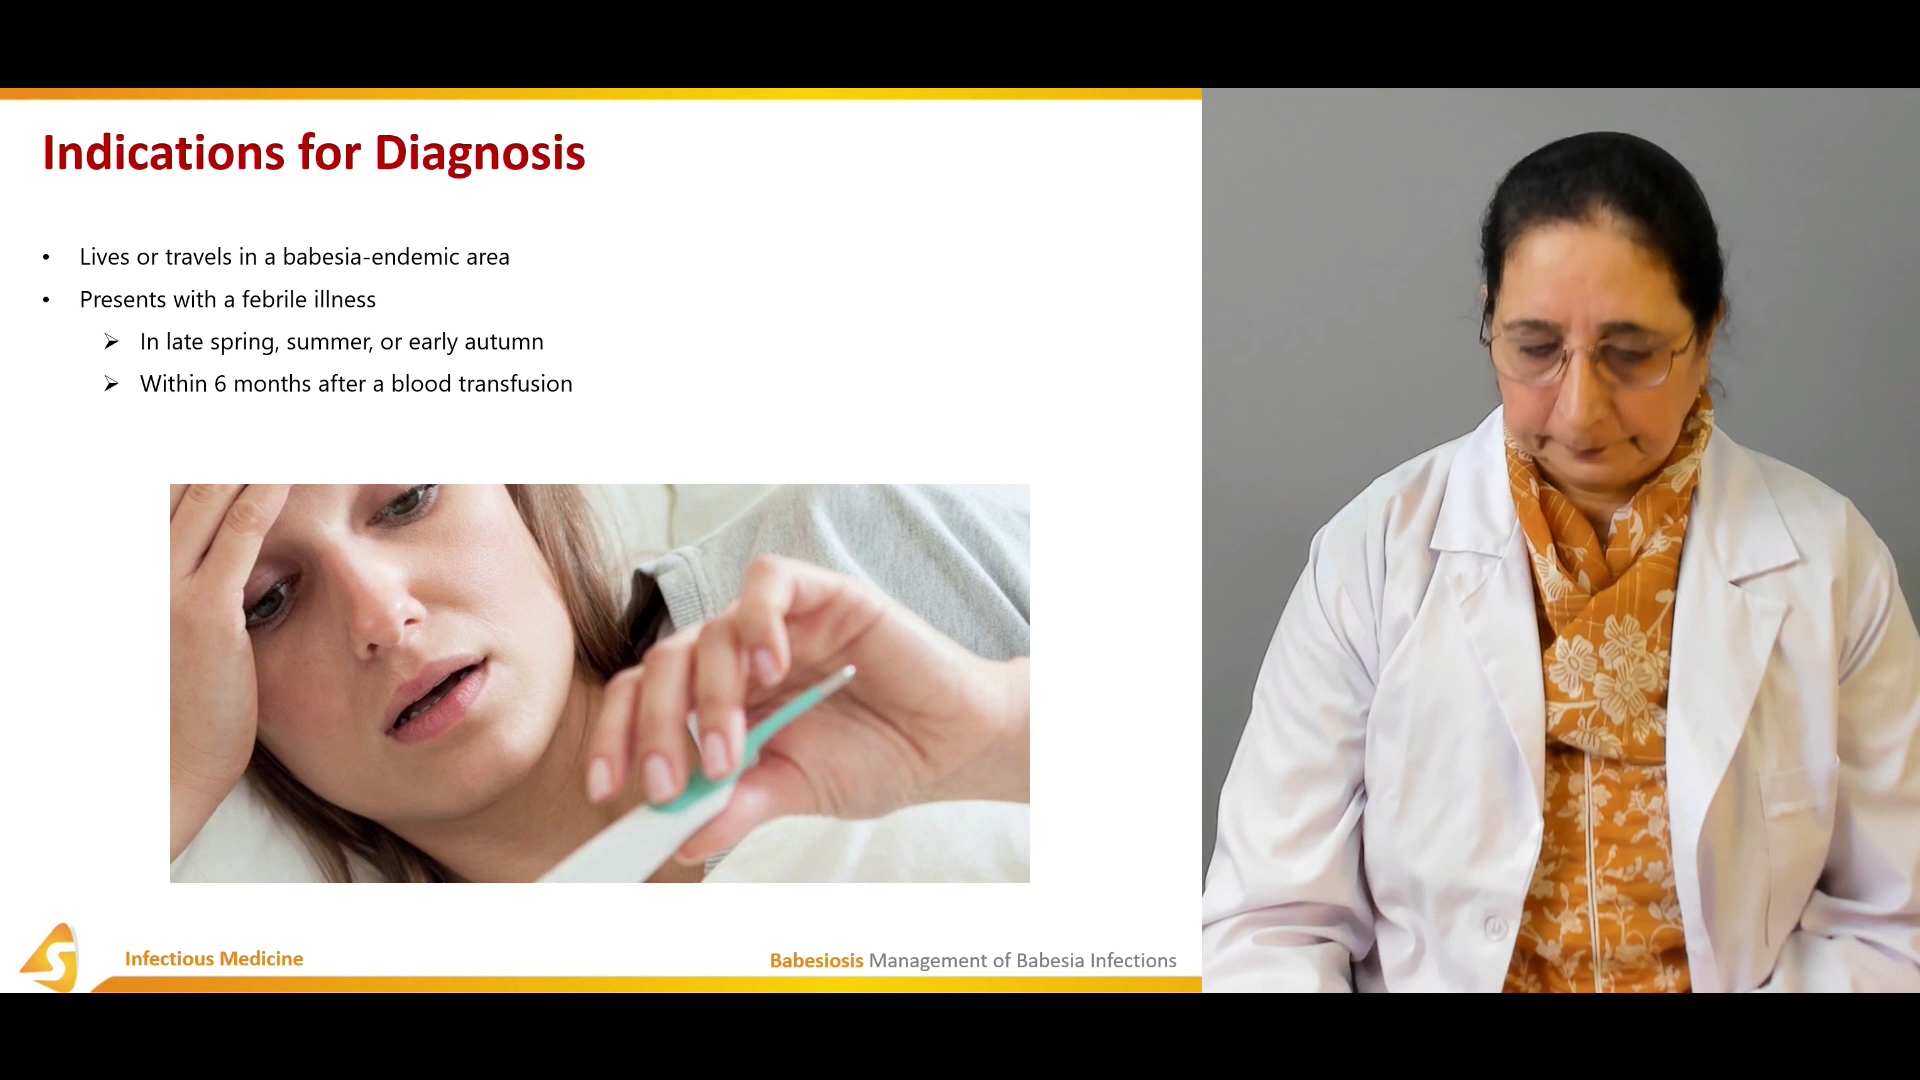 Indications for Diagnosis
• Lives or travels in a babesia-endemic area
• Presents with a febrile illness
➢ In late spring, summer, or early autumn
➢ Within 6 months after a blood transfusion
S
Infectious Medicine
Babesiosis Management of Babesia Infections